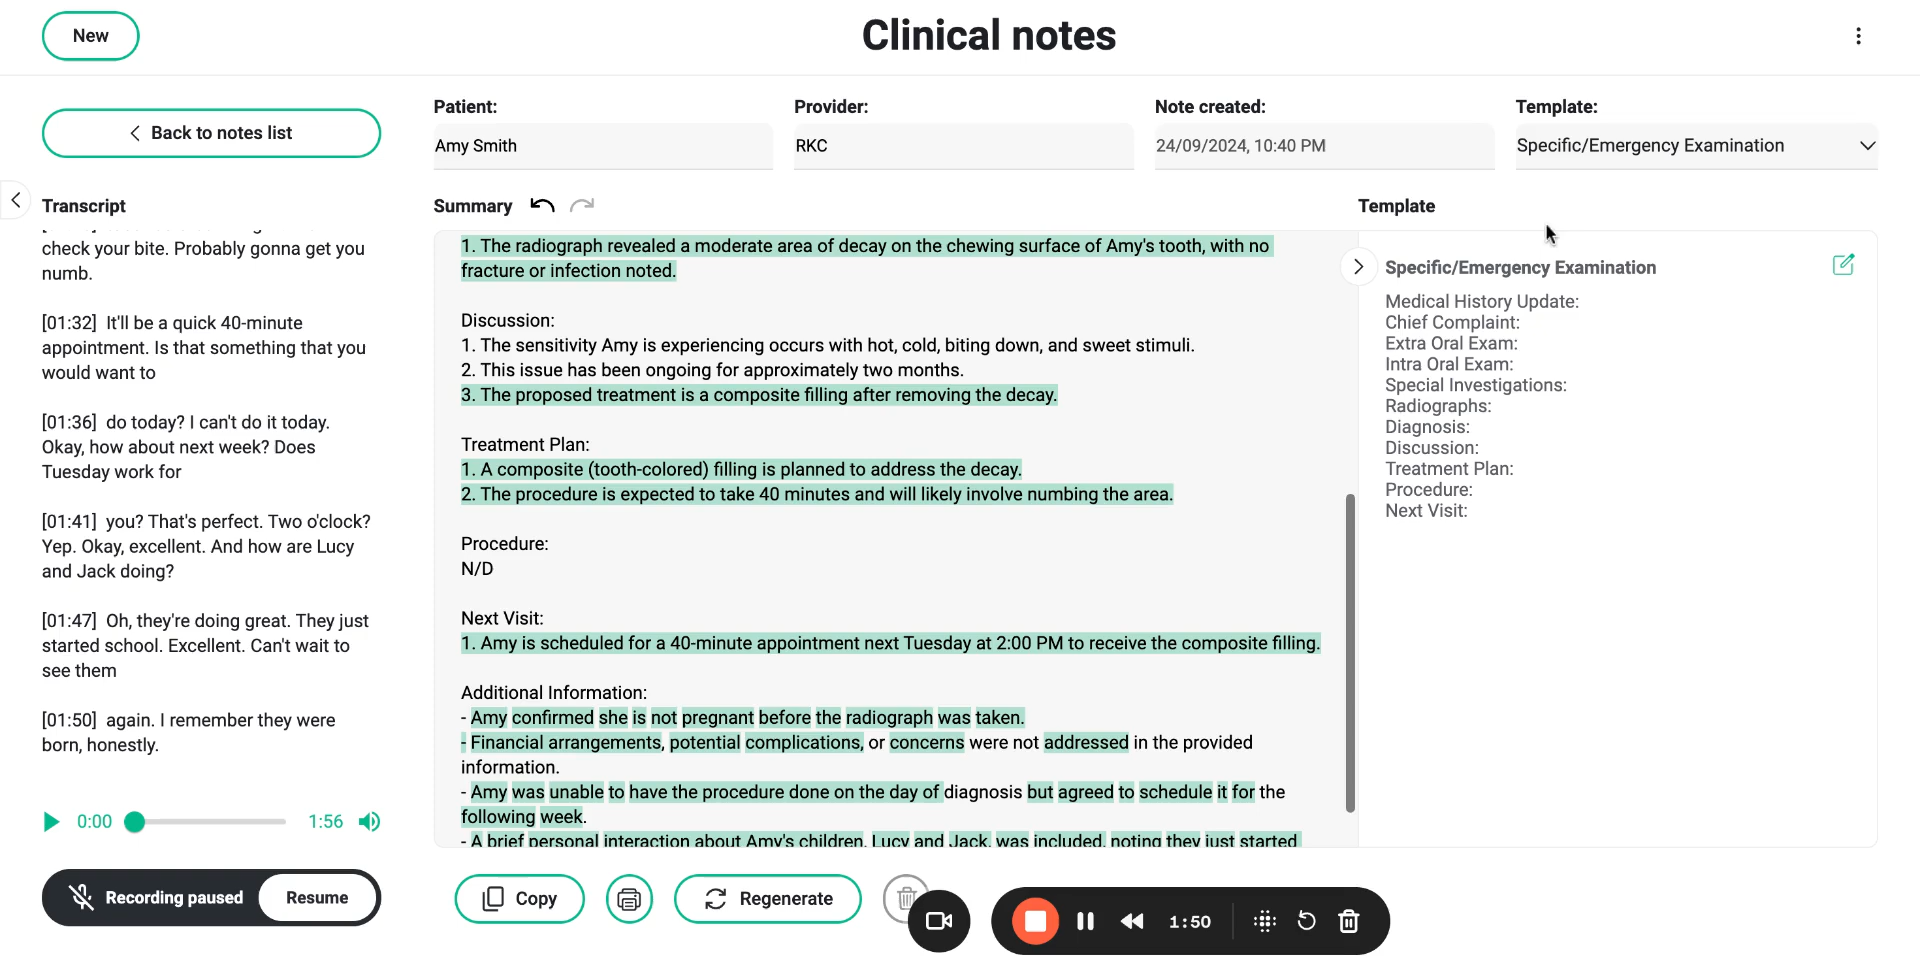 New
Clinical notes
Back to notes list
Patient:
Amy Smith
Provider:
RKC
Note created:
24/09/2024, 10:40 PM
Template:
Specific/Emergency Examination
Transcript
check your bite. Probably gonna get you
numb.
[01:32] It'll be a quick 40-minute
appointment. Is that something that you
would want to
[01:36] do today? I can't do it today.
Okay, how about next week? Does
Tuesday work for
[01:41] you? That's perfect. Two o'clock?
Yep. Okay, excellent. And how are Lucy
and Jack doing?
[01:47] Oh, they're doing great. They just
started school. Excellent. Can't wait to
see them
[01:50] again. I remember they were
born, honestly.
0:00
1:56
Recording paused
Resume
Summary
1. The radiograph revealed a moderate area of decay on the chewing surface of Amy's tooth, with no
fracture or infection noted.
Discussion:
1. The sensitivity Amy is experiencing occurs with hot, cold, biting down, and sweet stimuli.
2. This issue has been ongoing for approximately two months.
3. The proposed treatment is a composite filling after removing the decay.
Treatment Plan:
1. A composite (tooth-colored) filling is planned to address the decay.
2. The procedure is expected to take 40 minutes and will likely involve numbing the area.
Procedure:
N/D
Next Visit:
1. Amy is scheduled for a 40-minute appointment next Tuesday at 2:00 PM to receive the composite filling.
Additional Information:
- Amy confirmed she is not pregnant before the radiograph was taken.
- Financial arrangements, potential complications, or concerns were not addressed in the provided
information.
- Amy was unable to have the procedure done on the day of diagnosis but agreed to schedule it for the
following week.
- A brief personal interaction about Amy's children, Lucy and Jack, was included, noting they just started
Template
Specific/Emergency Examination
Medical History Update:
Chief Complaint:
Extra Oral Exam:
Intra Oral Exam:
Special Investigations:
Radiographs:
Diagnosis:
Discussion:
Treatment Plan:
Procedure:
Next Visit:
Copy
Regenerate
1:50